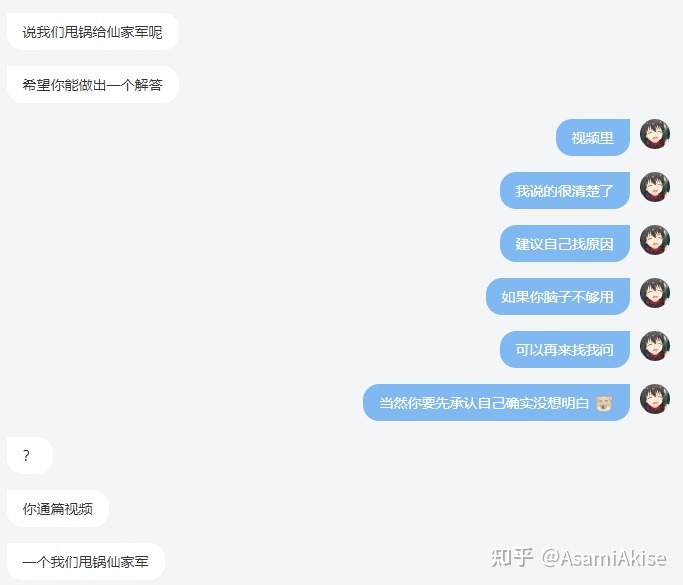 说我们甩锅给仙家军呢
希望你能做出一个解答
视频里
我说的很清楚了
建议自己找原因
如果你脑子不够用
可以再来找我问
当然你要先承认自己确实没想明白
？
你通篇视频
一个我们甩锅仙家军
知乎 @AsamiAkise